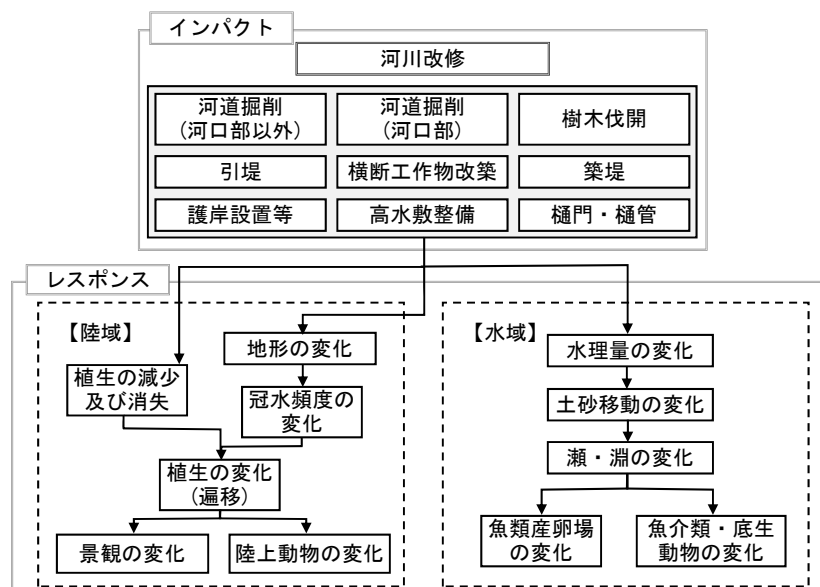 インパクト
河川改修
河道掘削
(河口部以外)
河道掘削
(河口部)
樹木伐開
引堤
横断工作物改築
築堤
護岸設置等
高水敷整備
樋門・樋管
レスポンス
【陸域】
地形の変化
植生の減少
及び消失
冠水頻度の
変化
植生の変化
(遷移)
景観の変化
陸上動物の変化
【水域】
水理量の変化
土砂移動の変化
瀬・淵の変化
魚類産卵場
の変化
魚介類・底生
動物の変化